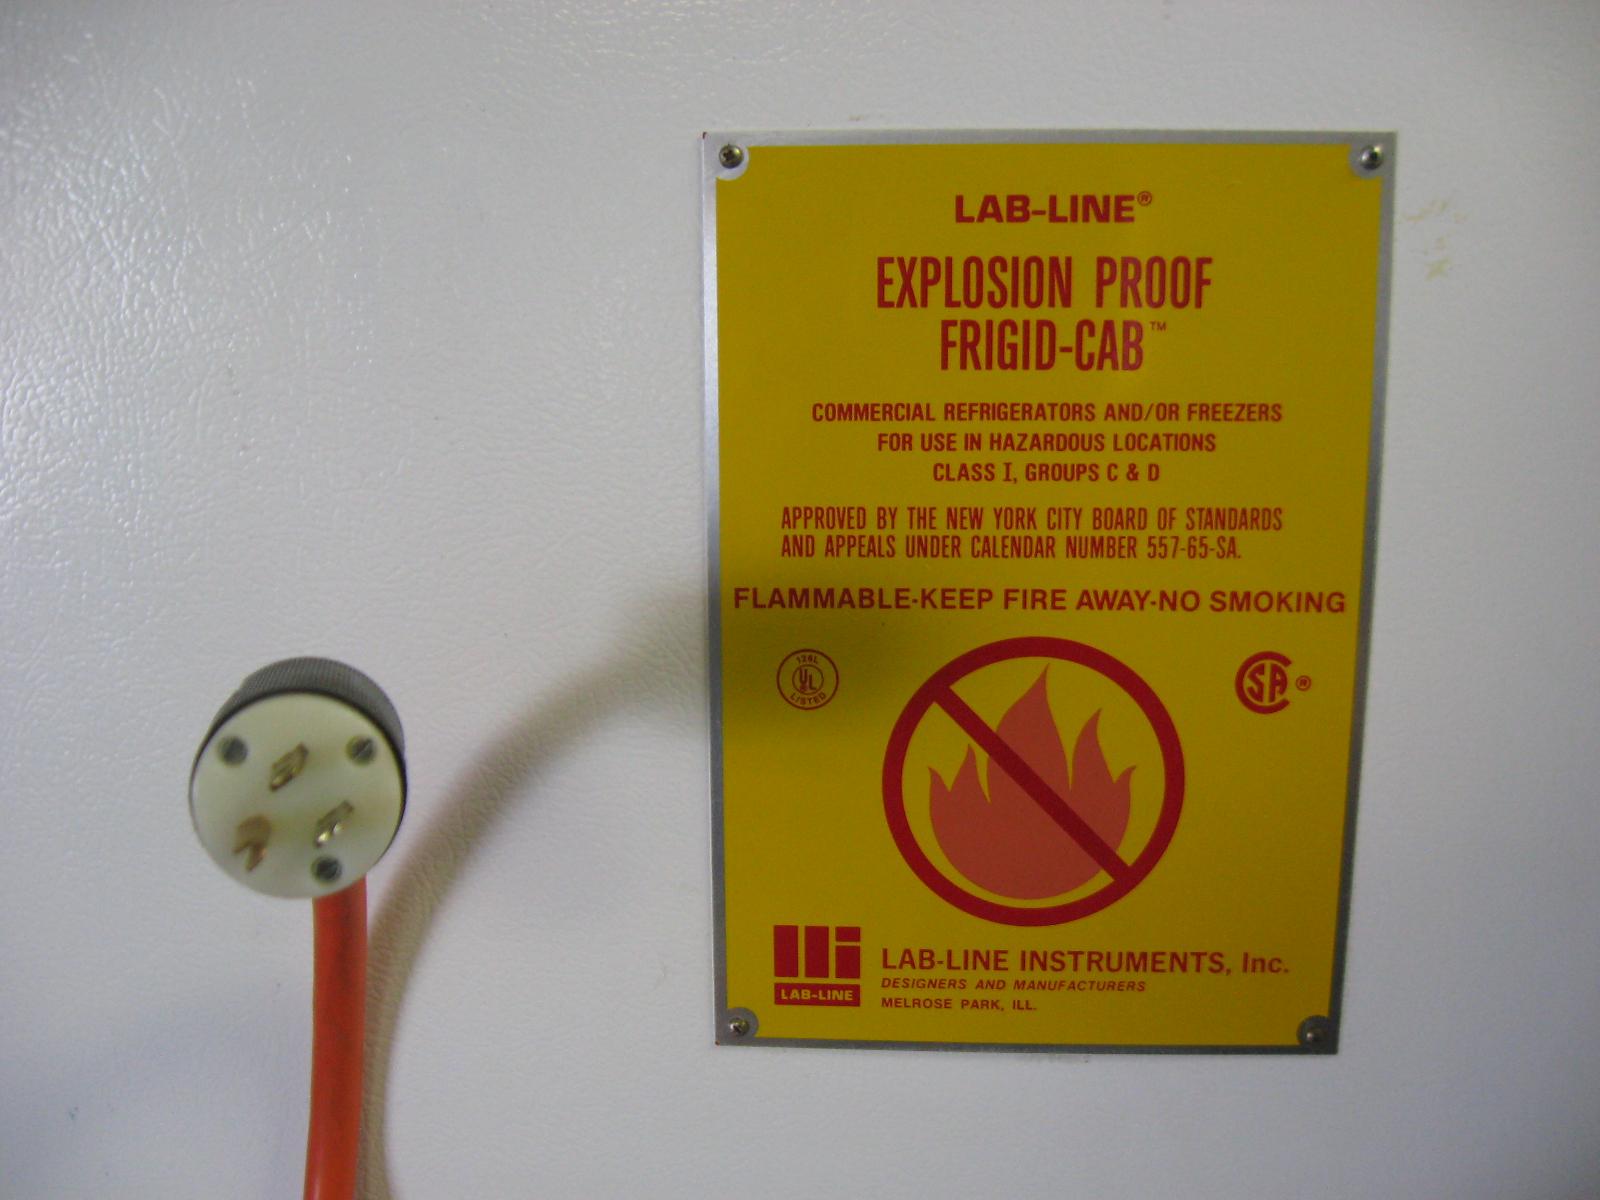 LAB-LINE®
EXPLOSION PROOF
FRIGID-CAB™
COMMERCIAL REFRIGERATORS AND/OR FREEZERS
FOR USE IN HAZARDOUS LOCATIONS
CLASS I, GROUPS C & D
APPROVED BY THE NEW YORK CITY BOARD OF STANDARDS
AND APPEALS UNDER CALENDAR NUMBER 557-65-SA.
FLAMMABLE-KEEP FIRE AWAY-NO SMOKING
126L
UL
LISTED
SA ®
LAB-LINE
LAB-LINE INSTRUMENTS, Inc.
DESIGNERS AND MANUFACTURERS
MELROSE PARK, ILL.